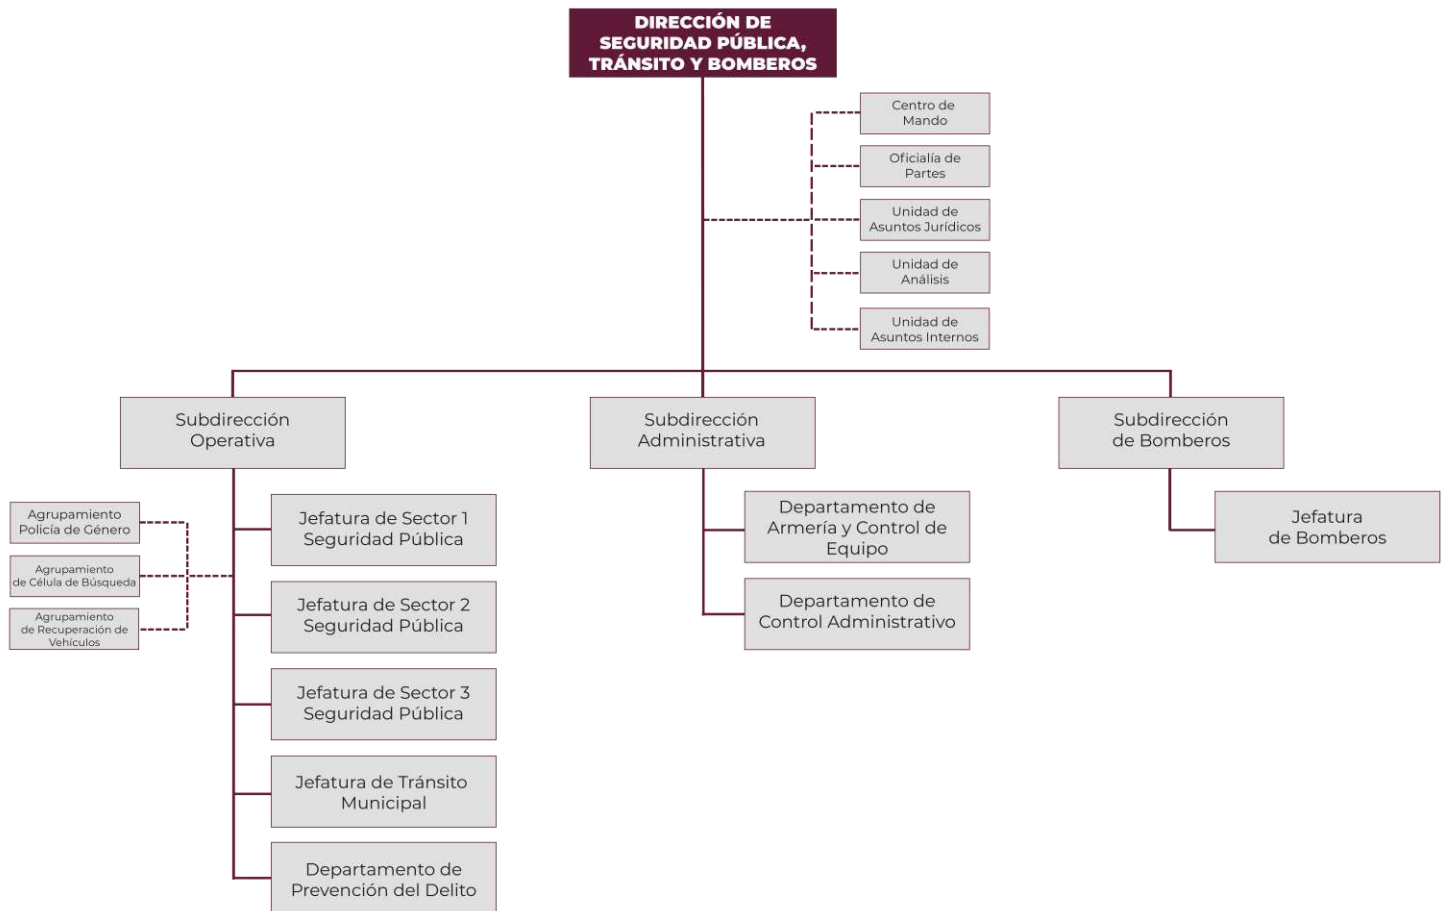 DIRECCIÓN DE
SEGURIDAD PÚBLICA,
TRÁNSITO Y BOMBEROS
Centro de
Mando
Oficialía de
Partes
Unidad de
Asuntos Jurídicos
Unidad de
Análisis
Unidad de
Asuntos Internos
Subdirección
Operativa
Subdirección
Administrativa
Subdirección
de Bomberos
Agrupamiento
Policía de Género
Agrupamiento
de Célula de Búsqueda
Agrupamiento
de Recuperación de
Vehículos
Jefatura de Sector 1
Seguridad Pública
Jefatura de Sector 2
Seguridad Pública
Jefatura de Sector 3
Seguridad Pública
Jefatura de Tránsito
Municipal
Departamento de
Prevención del Delito
Departamento de
Armería y Control de
Equipo
Departamento de
Control Administrativo
Jefatura
de Bomberos